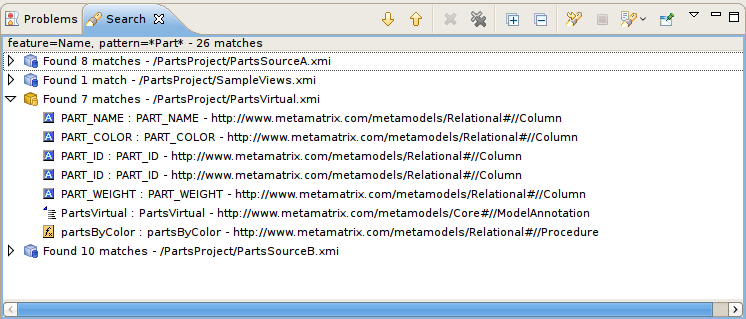 Problems Search
feature=Name, pattern=*Part* - 26 matches
Found 8 matches - /PartsProject/PartsSourceA.xmi
Found 1 match - /PartsProject/SampleViews.xmi
Found 7 matches - /PartsProject/PartsVirtual.xmi
PART_NAME : PART_NAME - http://www.metamatrix.com/metamodels/Relational#//Column
PART_COLOR : PART_COLOR - http://www.metamatrix.com/metamodels/Relational#//Column
PART_ID : PART_ID - http://www.metamatrix.com/metamodels/Relational#//Column
PART_ID : PART_ID - http://www.metamatrix.com/metamodels/Relational#//Column
PART_WEIGHT : PART_WEIGHT - http://www.metamatrix.com/metamodels/Relational#//Column
PartsVirtual : PartsVirtual - http://www.metamatrix.com/metamodels/Core#//ModelAnnotation
partsByColor : partsByColor - http://www.metamatrix.com/metamodels/Relational#//Procedure
Found 10 matches - /PartsProject/PartsSourceB.xmi